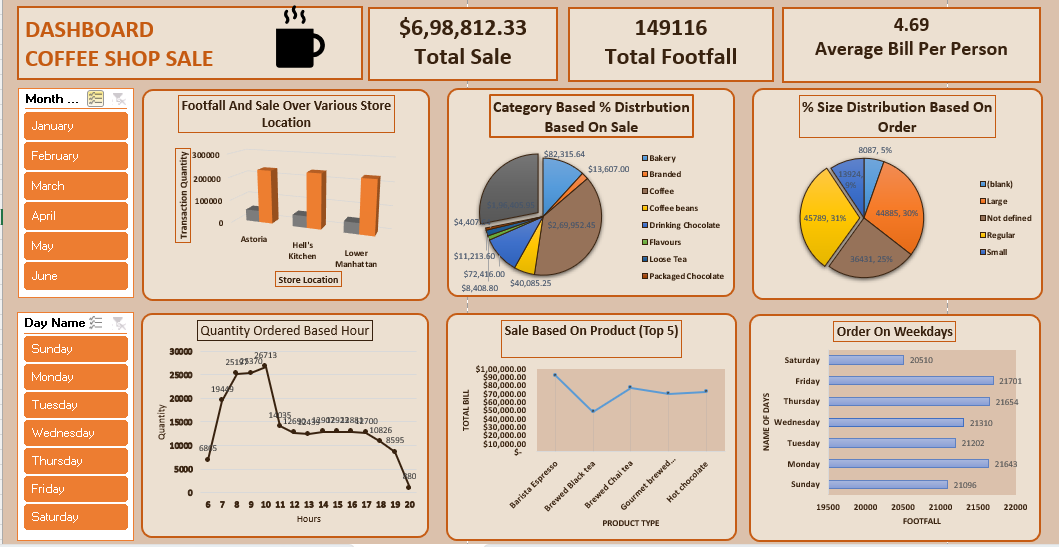 DASHBOARD
COFFEE SHOP SALE
$6,98,812.33
Total Sale
149116
Total Footfall
4.69
Average Bill Per Person
Month ...
January
February
March
April
May
June
Footfall And Sale Over Various Store
Location
Transaction Quantity
300000
200000
100000
0
Astoria
Hell's
Kitchen
Lower
Manhattan
Store Location
Category Based % Distrbution
Based On Sale
$82,315.64
$13,607.00
$2,69,952.45
$40,085.25
$72,416.00
$8,408.80
$11,213.60
$4,407.
Bakery
Branded
Coffee
Coffee beans
Drinking Chocolate
Flavours
Loose Tea
Packaged Chocolate
% Size Distribution Based On
Order
8087, 5%
44885, 30%
36431, 25%
45789, 31%
13924,
9%
(blank)
Large
Not defined
Regular
Small
Day Name
Sunday
Monday
Tuesday
Wednesday
Thursday
Friday
Saturday
Quantity Ordered Based Hour
Quantity
30000
25000
20000
15000
10000
5000
0
6865
19449
25197
25370
26713
14035
12690
12439
12907
12923
12881
12700
10826
8595
880
6 7 8 9 10 11 12 13 14 15 16 17 18 19 20
Hours
Sale Based On Product (Top 5)
TOTAL BILL
$1,00,000.00
$90,000.00
$80,000.00
$70,000.00
$60,000.00
$50,000.00
$40,000.00
$30,000.00
$20,000.00
$10,000.00
$-
Barista Espresso
Brewed Black tea
Brewed Chai tea
Gourmet brewed...
Hot chocolate
PRODUCT TYPE
Order On Weekdays
NAME OF DAYS
Saturday 20510
Friday 21701
Thursday 21654
Wednesday 21310
Tuesday 21202
Monday 21643
Sunday 21096
19500 20000 20500 21000 21500 22000
FOOTFALL